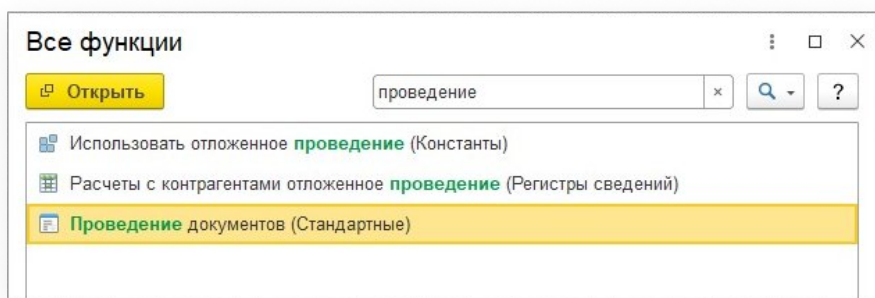 Все функции
Открыть
проведение
?
Использовать отложенное проведение (Константы)
Расчеты с контрагентами отложенное проведение (Регистры сведений)
Проведение документов (Стандартные)